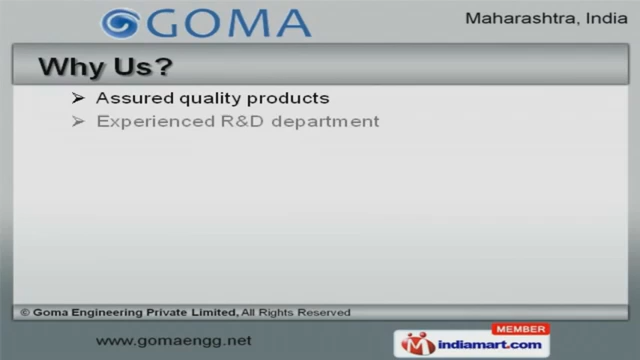 GOMA
Maharashtra, India
Why Us?
➢ Assured quality products
➢ Experienced R&D department
© Goma Engineering Private Limited, All Rights Reserved
www.gomaengg.net
MEMBER
M indiamart.com